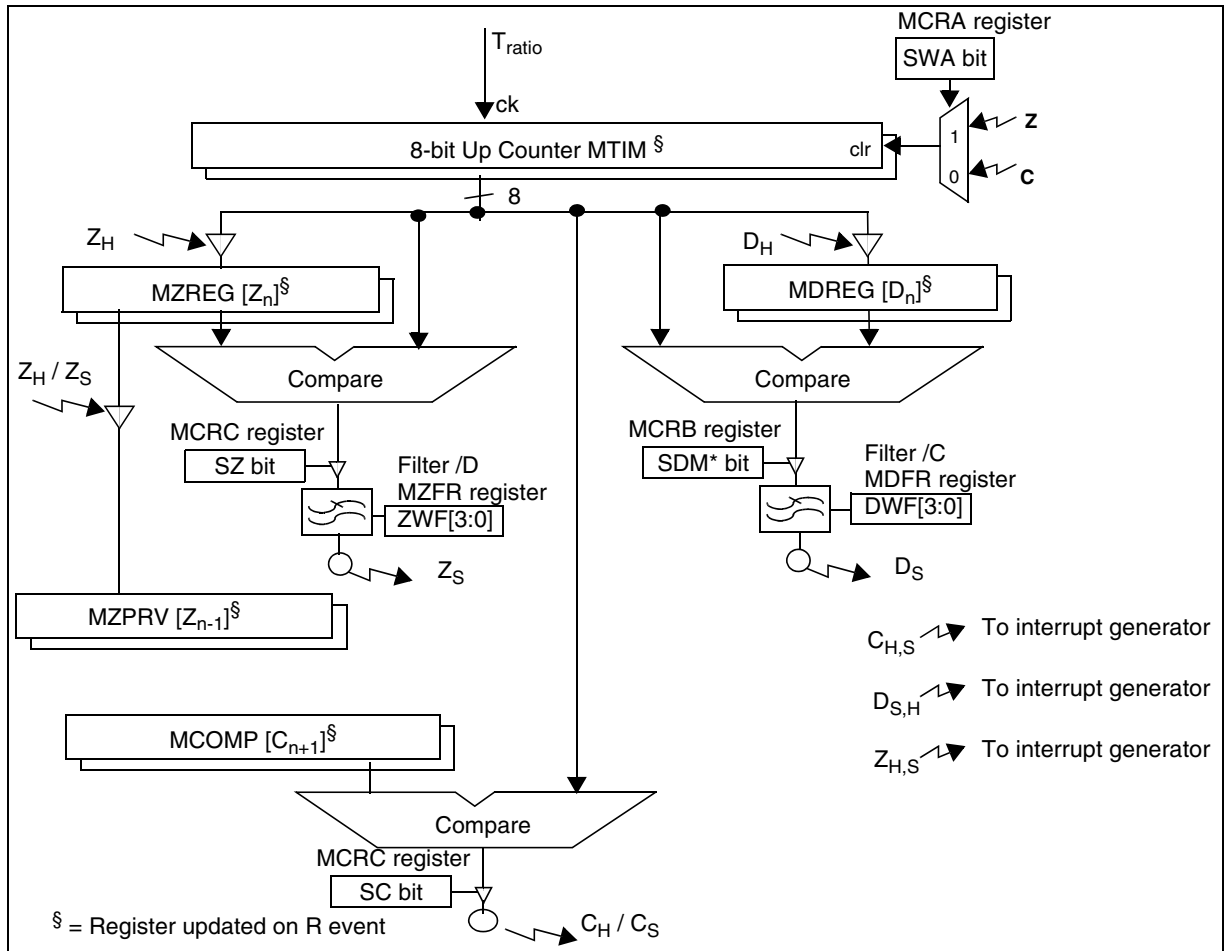 MCRA register
SWA bit
T_ratio
ck
8-bit Up Counter MTIM §
clr
1
0
Z
C
8
Z_H
D_H
MZREG [Z_n]§
MDREG [D_n]§
Z_H / Z_S
Compare
Compare
MCRC register
SZ bit
Filter /D
MZFR register
ZWF[3:0]
Z_S
MCRB register
SDM* bit
Filter /C
MDFR register
DWF[3:0]
D_S
MZPRV [Z_n-1]§
C_H,S To interrupt generator
D_S,H To interrupt generator
Z_H,S To interrupt generator
MCOMP [C_n+1]§
Compare
MCRC register
SC bit
C_H / C_S
§ = Register updated on R event